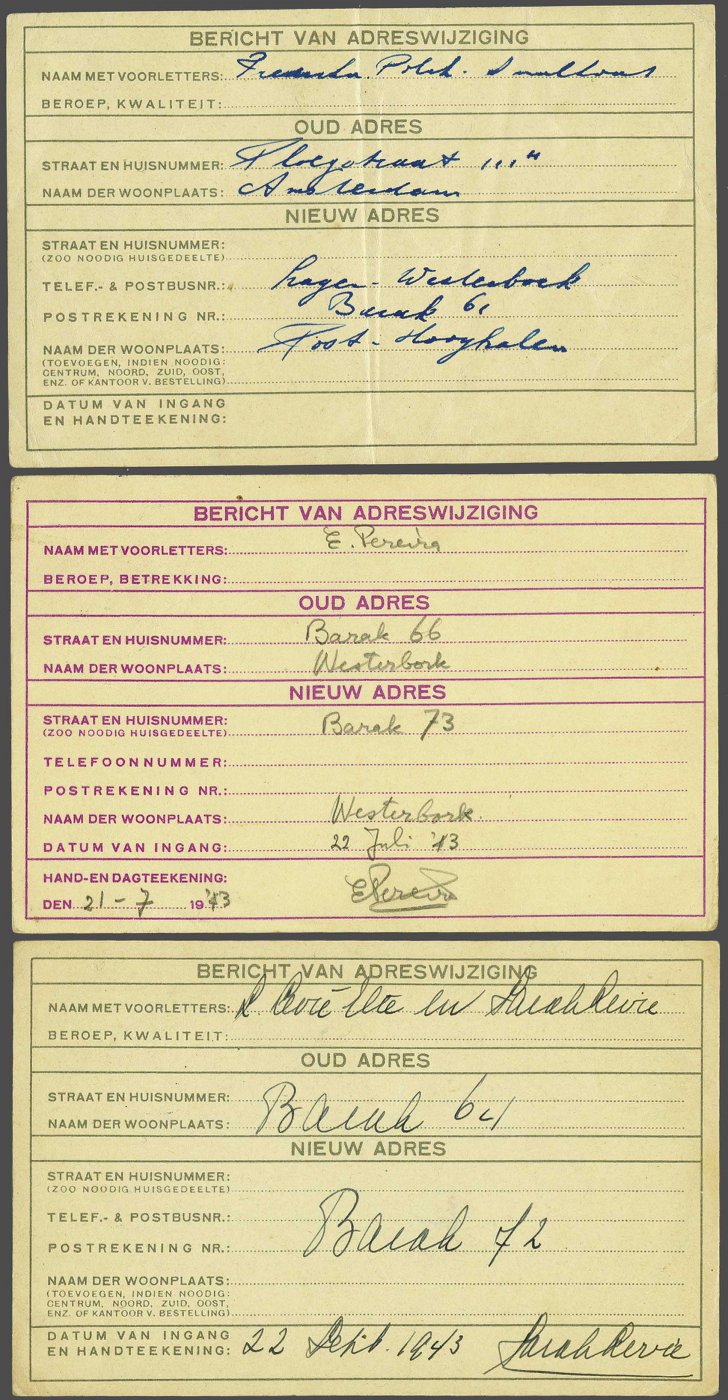 BERICHT VAN ADRESWIJZIGING
NAAM MET VOORLETTERS:
BEROEP, KWALITEIT:
OUD ADRES
STRAAT EN HUISNUMMER: Ploegstraat
NAAM DER WOONPLAATS: Amsterdam
NIEUW ADRES
STRAAT EN HUISNUMMER:
(ZOO NOODIG HUISGEDEELTE)
TELEF.- & POSTBUSNR.: Lager - Westerbork
POSTREKENING NR.: Barak 61
NAAM DER WOONPLAATS: Post - Hooghalen
(TOEVOEGEN, INDIEN NOODIG:
CENTRUM, NOORD, ZUID, OOST,
ENZ. OF KANTOOR V. BESTELLING)
DATUM VAN INGANG
EN HANDTEEKENING:
BERICHT VAN ADRESWIJZIGING
NAAM MET VOORLETTERS: E. Pereira
BEROEP, BETREKKING:
OUD ADRES
STRAAT EN HUISNUMMER: Barak 66
NAAM DER WOONPLAATS: Westerbork
NIEUW ADRES
STRAAT EN HUISNUMMER: Barak 73
(ZOO NOODIG HUISGEDEELTE)
TELEFOONNUMMER:
POSTREKENING NR.:
NAAM DER WOONPLAATS: Westerbork.
DATUM VAN INGANG: 22 Juli '43
HAND- EN DAGTEEKENING: EPereira
DEN 21-7 19'43
BERICHT VAN ADRESWIJZIGING
NAAM MET VOORLETTERS: en Sarah
BEROEP, KWALITEIT:
OUD ADRES
STRAAT EN HUISNUMMER:
NAAM DER WOONPLAATS: Barak 64
NIEUW ADRES
STRAAT EN HUISNUMMER:
(ZOO NOODIG HUISGEDEELTE)
TELEF.- & POSTBUSNR.:
POSTREKENING NR.: Barak 72
NAAM DER WOONPLAATS:
(TOEVOEGEN, INDIEN NOODIG:
CENTRUM, NOORD, ZUID, OOST,
ENZ. OF KANTOOR V. BESTELLING)
DATUM VAN INGANG
EN HANDTEEKENING: 22 Sept. 1943 Sarah